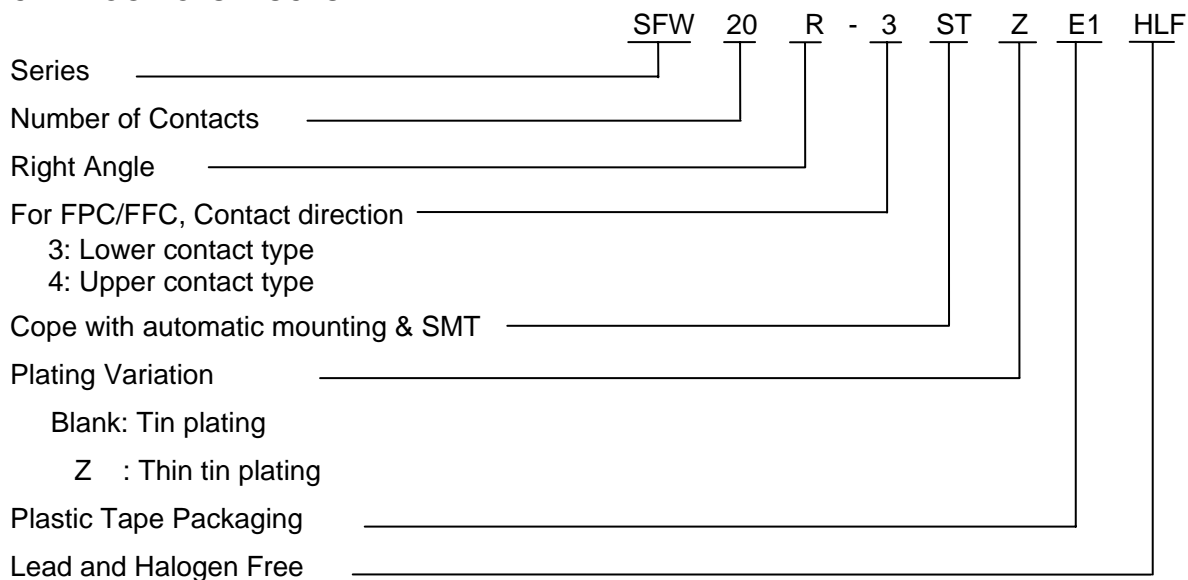 SFW 20 R - 3 ST Z E1 HLF
Series
Number of Contacts
Right Angle
For FPC/FFC, Contact direction
3: Lower contact type
4: Upper contact type
Cope with automatic mounting & SMT
Plating Variation
Blank: Tin plating
Z : Thin tin plating
Plastic Tape Packaging
Lead and Halogen Free